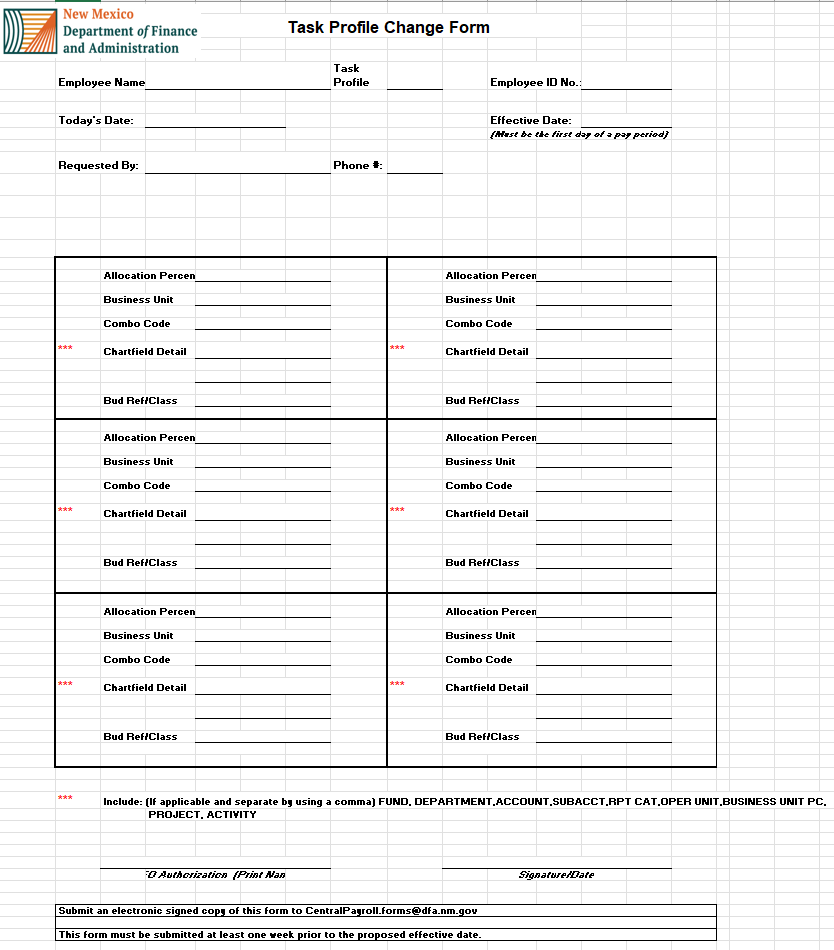 New Mexico
Department of Finance
and Administration
Task Profile Change Form
Employee Name
Task
Profile
Employee ID No.:
Today's Date:
Effective Date:
(Must be the first day of a pay period)
Requested By:
Phone #:
Allocation Percen
Allocation Percen
Business Unit
Business Unit
Combo Code
Combo Code
*** Chartfield Detail
*** Chartfield Detail
Bud Ref/Class
Bud Ref/Class
Allocation Percen
Allocation Percen
Business Unit
Business Unit
Combo Code
Combo Code
*** Chartfield Detail
*** Chartfield Detail
Bud Ref/Class
Bud Ref/Class
Allocation Percen
Allocation Percen
Business Unit
Business Unit
Combo Code
Combo Code
*** Chartfield Detail
*** Chartfield Detail
Bud Ref/Class
Bud Ref/Class
*** Include: (If applicable and separate by using a comma) FUND, DEPARTMENT,ACCOUNT,SUBACCT,RPT CAT,OPER UNIT,BUSINESS UNIT PC,
PROJECT, ACTIVITY
O Authorization (Print Nan
Signature/Date
Submit an electronic signed copy of this form to CentralPayroll.forms@dfa.nm.gov
This form must be submitted at least one week prior to the proposed effective date.